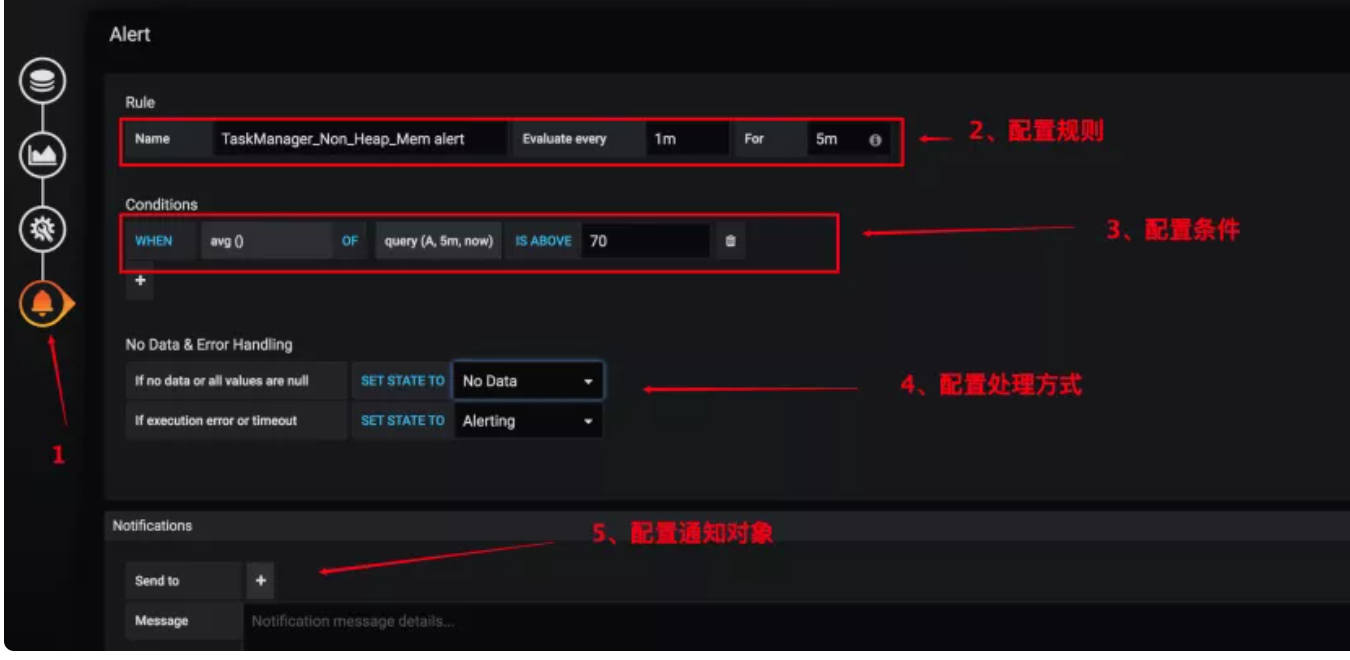 Alert
Rule
Name TaskManager_Non_Heap_Mem alert Evaluate every 1m For 5m
2、配置规则
Conditions
WHEN avg () OF query (A, 5m, now) IS ABOVE 70
3、配置条件
+
No Data & Error Handling
If no data or all values are null SET STATE TO No Data
4、配置处理方式
If execution error or timeout SET STATE TO Alerting
1
Notifications
5、配置通知对象
Send to +
Message Notification message details...